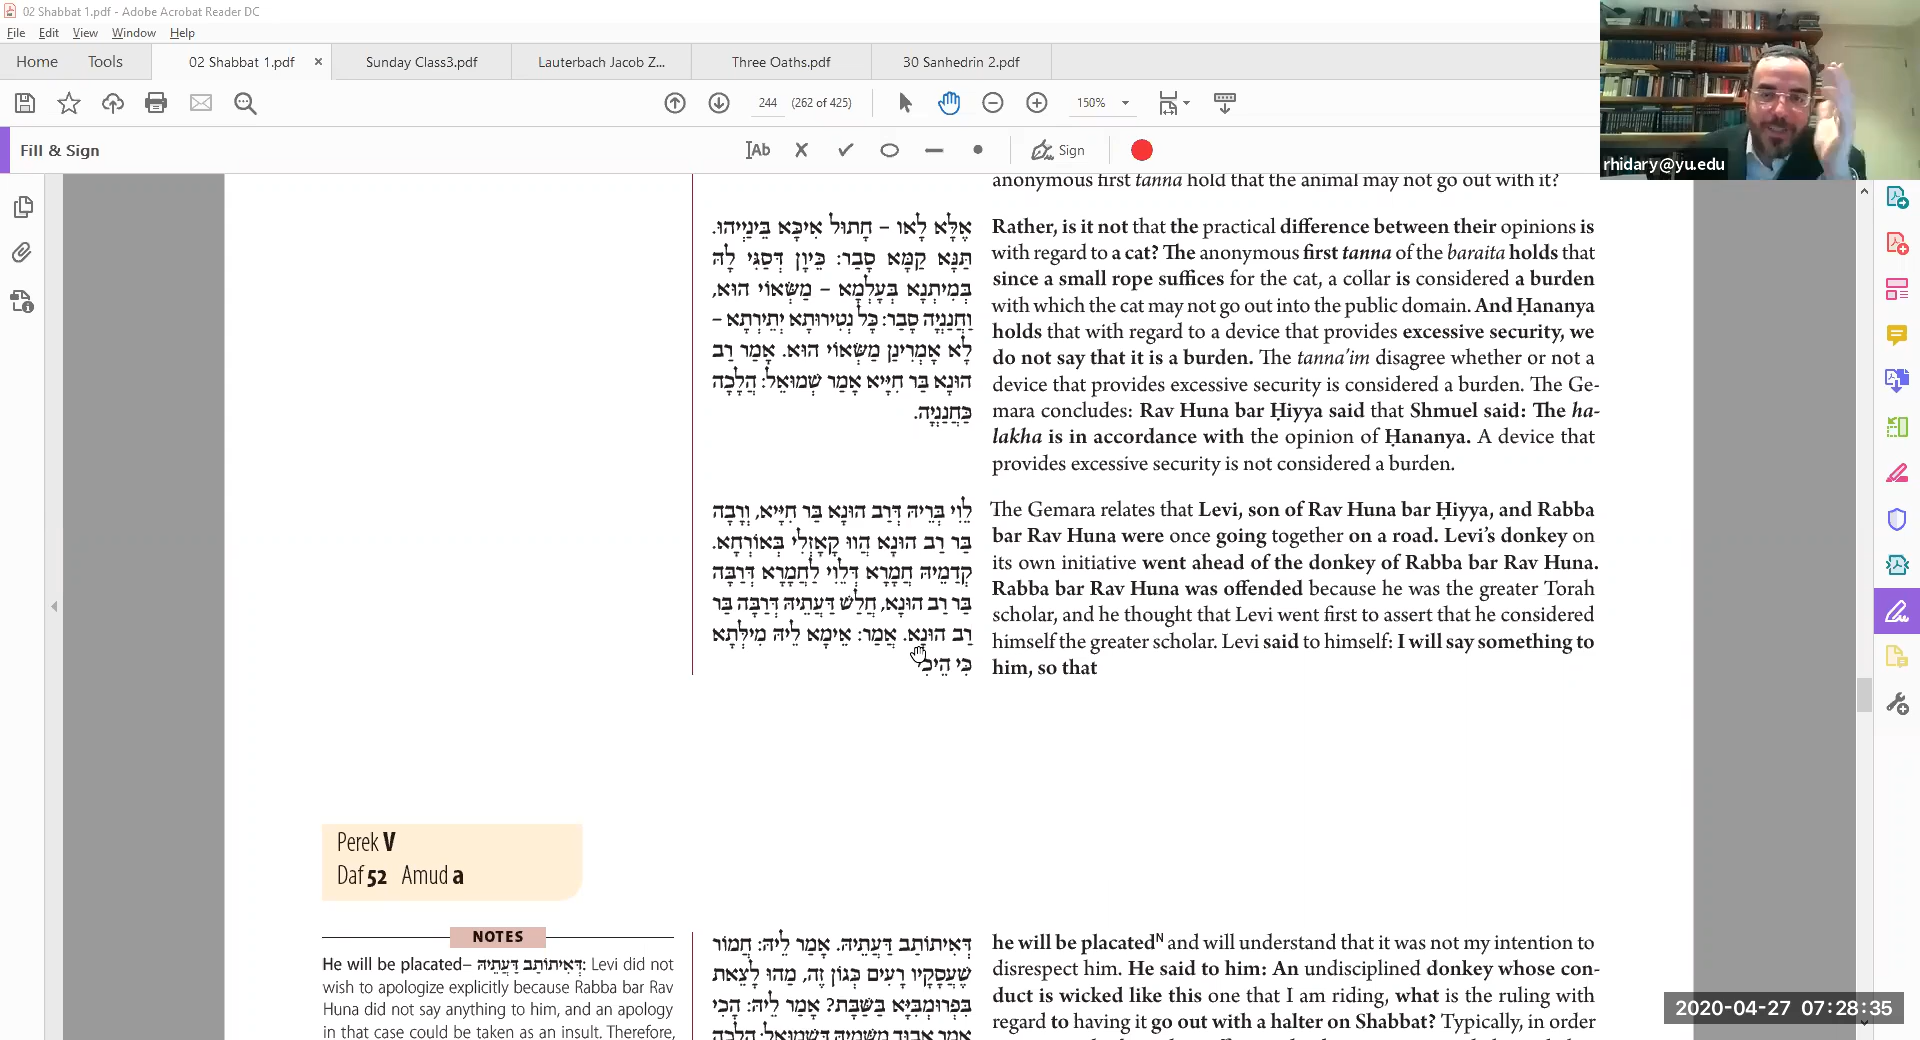 02 Shabbat 1.pdf - Adobe Acrobat Reader DC
File Edit View Window Help
Home Tools 02 Shabbat 1.pdf × Sunday Class3.pdf Lauterbach Jacob Z... Three Oaths.pdf 30 Sanhedrin 2.pdf
244 (262 of 425) 150%
Fill & Sign
Sign
rhidary@yu.edu
anonymous first tanna hold that the animal may not go out with it?
אֶלָּא לָאו – חָתוּל אִיכָּא בֵּינַיְיהוּ.
תַּנָּא קַמָּא סָבַר: כֵּיוָן דְּסַגִּי לָהּ
בְּמִיתְנָא בְּעָלְמָא – מַשְּׂאוֹי הוּא,
וַחֲנַנְיָה סָבַר: כָּל נְטִירוּתָא יְתֵירְתָא –
לָא אָמְרִינַן מַשְּׂאוֹי הוּא. אָמַר רַב
הוּנָא בַּר חִיָּיא אָמַר שְׁמוּאֵל: הֲלָכָה
כַּחֲנַנְיָה.
Rather, is it not that the practical difference between their opinions is
with regard to a cat? The anonymous first tanna of the baraita holds that
since a small rope suffices for the cat, a collar is considered a burden
with which the cat may not go out into the public domain. And Ḥananya
holds that with regard to a device that provides excessive security, we
do not say that it is a burden. The tanna’im disagree whether or not a
device that provides excessive security is considered a burden. The Ge-
mara concludes: Rav Huna bar Ḥiyya said that Shmuel said: The ha-
lakha is in accordance with the opinion of Ḥananya. A device that
provides excessive security is not considered a burden.
לֵוִי בְּרֵיהּ דְּרַב הוּנָא בַּר חִיָּיא, וְרַבָּה
בַּר רַב הוּנָא הֲווֹ קָאָזְלִי בְּאוֹרְחָא.
קַדְמֵיהּ חֲמָרָא דְּלֵוִי לַחֲמָרָא דְּרַבָּה
בַּר רַב הוּנָא, חֲלַשׁ דַּעְתֵּיהּ דְּרַבָּה בַּר
רַב הוּנָא. אָמַר: אֵימָא לֵיהּ מִילְּתָא
כִּי הֵיכִי
The Gemara relates that Levi, son of Rav Huna bar Ḥiyya, and Rabba
bar Rav Huna were once going together on a road. Levi’s donkey on
its own initiative went ahead of the donkey of Rabba bar Rav Huna.
Rabba bar Rav Huna was offended because he was the greater Torah
scholar, and he thought that Levi went first to assert that he considered
himself the greater scholar. Levi said to himself: I will say something to
him, so that
Perek V
Daf 52 Amud a
NOTES
He will be placated– דְּאִיתּוֹתַב דַּעְתֵּיהּ: Levi did not
wish to apologize explicitly because Rabba bar Rav
Huna did not say anything to him, and an apology
in that case could be taken as an insult. Therefore,
דְּאִיתּוֹתַב דַּעְתֵּיהּ. אָמַר לֵיהּ: חֲמוֹר
שֶׁעֲסָקָיו רָעִים כְּגוֹן זֶה, מַהוּ לָצֵאת
בִּפְרוּמְבִּיָּא בְּשַׁבָּת? אָמַר לֵיהּ: הָכִי
he will be placatedᴺ and will understand that it was not my intention to
disrespect him. He said to him: An undisciplined donkey whose con-
duct is wicked like this one that I am riding, what is the ruling with
regard to having it go out with a halter on Shabbat? Typically, in order
2020-04-27 07:28:35